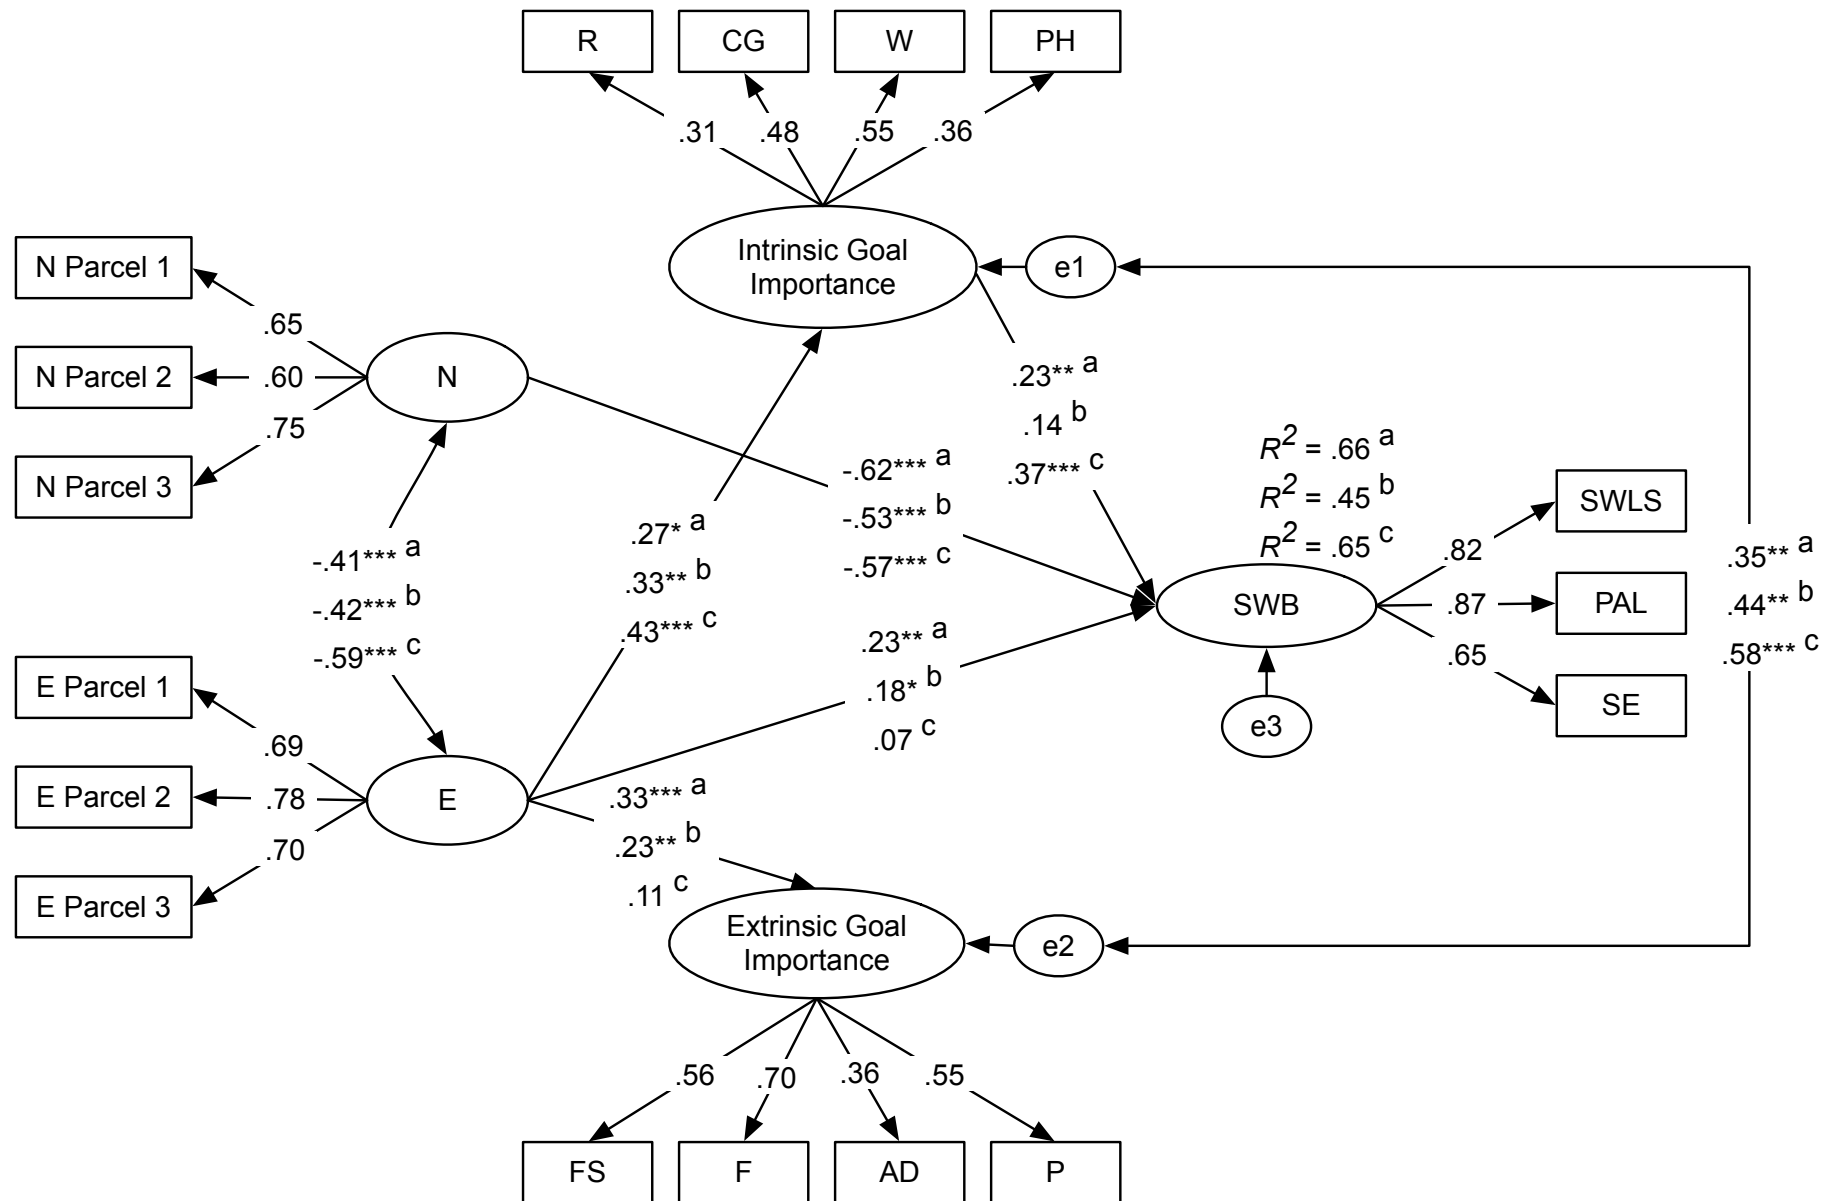 R
CG
W
PH
.31
.48
.55
.36
Intrinsic Goal
Importance
e1
N Parcel 1
N Parcel 2
N Parcel 3
.65
.60
.75
N
.23** a
.14 b
.37*** c
-.62*** a
-.53*** b
-.57*** c
R2 = .66 a
R2 = .45 b
R2 = .65 c
SWB
e3
.82
.87
.65
SWLS
PAL
SE
.35** a
.44** b
.58*** c
-.41*** a
-.42*** b
-.59*** c
.27* a
.33** b
.43*** c
.23** a
.18* b
.07 c
E Parcel 1
E Parcel 2
E Parcel 3
.69
.78
.70
E
.33*** a
.23** b
.11 c
Extrinsic Goal
Importance
e2
.56
.70
.36
.55
FS
F
AD
P